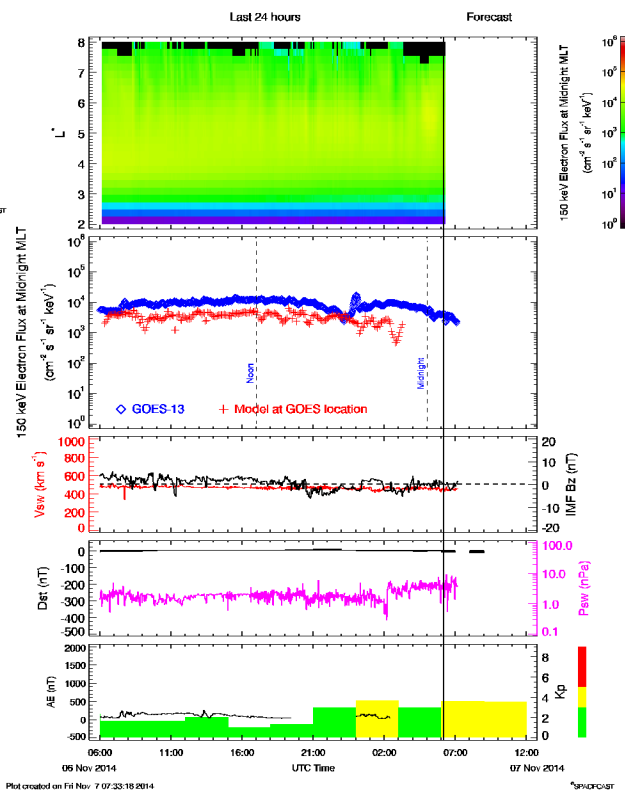 Last 24 hours Forecast
8
7
6
5
4
3
2
L*
150 keV Electron Flux at Midnight MLT
(cm⁻² s⁻¹ sr⁻¹ keV⁻¹)
10⁶
10⁵
10⁴
10³
10²
10¹
10⁰
150 keV Electron Flux at Midnight MLT
(cm⁻² s⁻¹ sr⁻¹ keV⁻¹)
10⁶
10⁵
10⁴
10³
10²
10¹
10⁰
Noon
Midnight
GOES-13 Model at GOES location
Vsw (km s⁻¹)
1000
800
600
400
200
0
20
10
0
-10
-20
IMF Bz (nT)
Dst (nT)
0
-100
-200
-300
-400
-500
100.0
10.0
1.0
0.1
Psw (nPa)
AE (nT)
2000
1500
1000
500
0
-500
8
6
4
2
0
Kp
06:00 11:00 17:00 21:00 02:00 07:00 12:00
06 Nov 2014 UTC Time 07 Nov 2014
Plot created on Fri Nov 7 07:33:18 2014